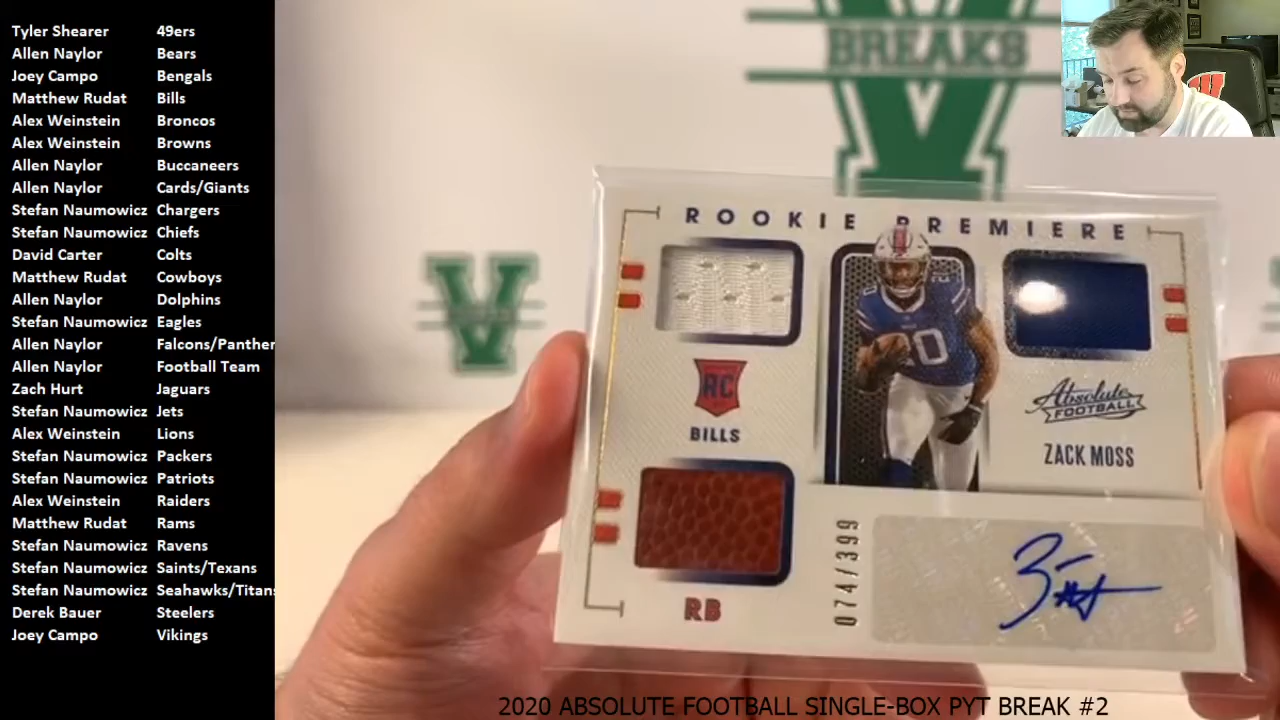 Tyler Shearer 49ers
Allen Naylor Bears
Joey Campo Bengals
Matthew Rudat Bills
Alex Weinstein Broncos
Alex Weinstein Browns
Allen Naylor Buccaneers
Allen Naylor Cards/Giants
Stefan Naumowicz Chargers
Stefan Naumowicz Chiefs
David Carter Colts
Matthew Rudat Cowboys
Allen Naylor Dolphins
Stefan Naumowicz Eagles
Allen Naylor Falcons/Panther
Allen Naylor Football Team
Zach Hurt Jaguars
Stefan Naumowicz Jets
Alex Weinstein Lions
Stefan Naumowicz Packers
Stefan Naumowicz Patriots
Alex Weinstein Raiders
Matthew Rudat Rams
Stefan Naumowicz Ravens
Stefan Naumowicz Saints/Texans
Stefan Naumowicz Seahawks/Titans
Derek Bauer Steelers
Joey Campo Vikings
BREAKS
V
V
W
ROOKIE PREMIERE
20
20
RC
BILLS
Absolute
FOOTBALL
ZACK MOSS
RB
074/399
2020 ABSOLUTE FOOTBALL SINGLE-BOX PYT BREAK #2